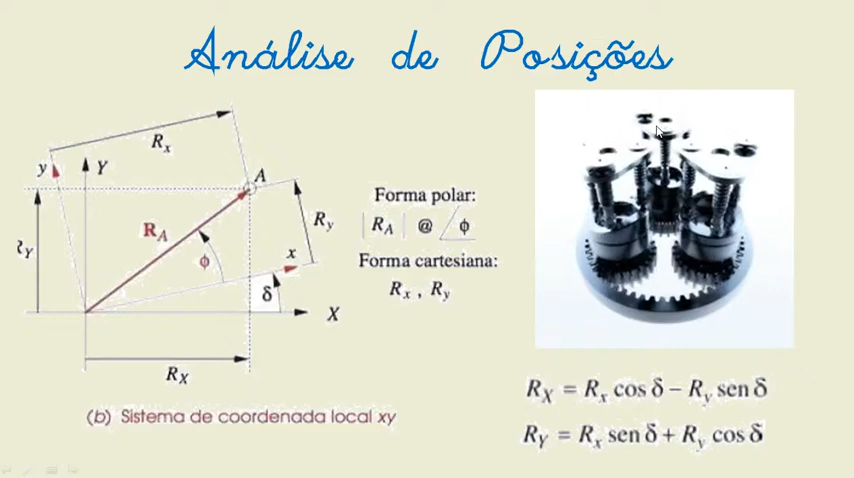 Análise de Posições
R_x
y
Y
A
R_A
R_y
R_Y
ϕ
x
δ
X
R_X
Forma polar:
|R_A| @ ∠ϕ
Forma cartesiana:
R_x , R_y
R_X = R_x cos δ – R_y sen δ
R_Y = R_x sen δ + R_y cos δ
(b) Sistema de coordenada local xy